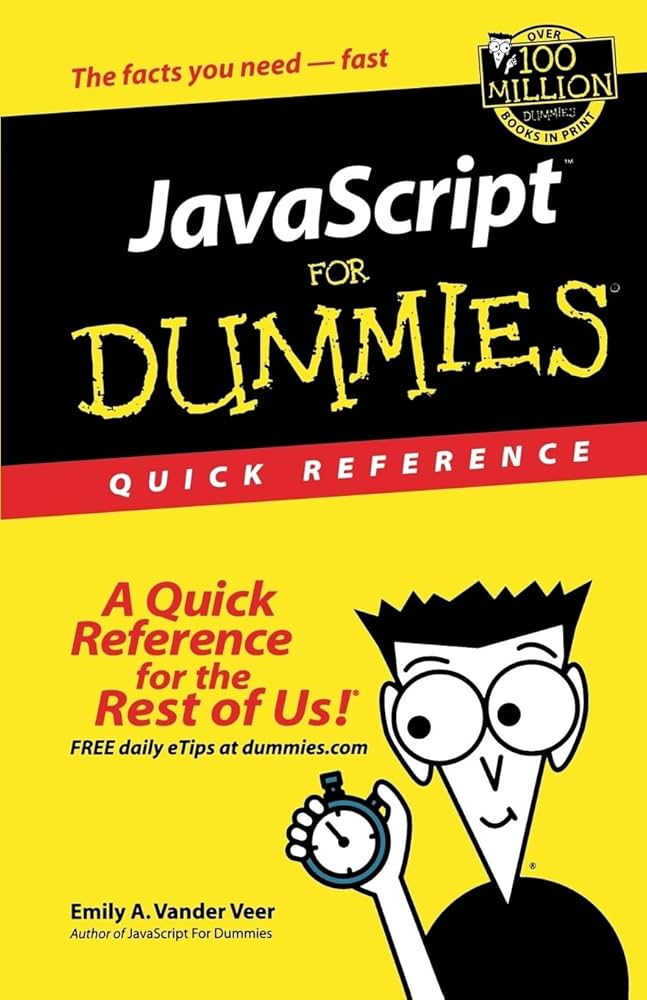 The facts you need — fast
OVER
100
MILLION
DUMMIES
BOOKS IN PRINT
JavaScript™
FOR
DUMMIES®
QUICK REFERENCE
A Quick
Reference
for the
Rest of Us!®
FREE daily eTips at dummies.com
®
Emily A. Vander Veer
Author of JavaScript For Dummies